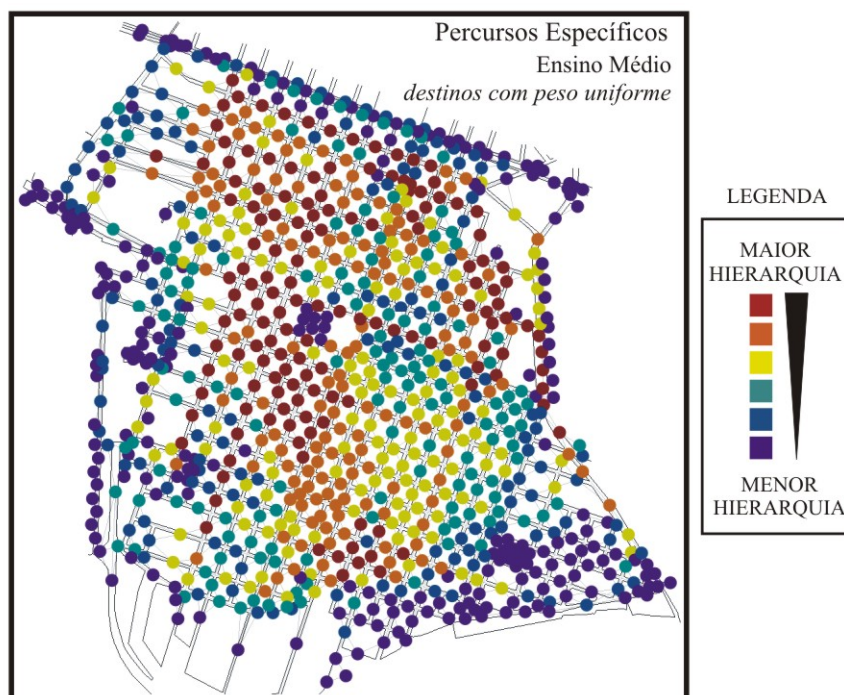 Percursos Específicos
Ensino Médio
destinos com peso uniforme
LEGENDA
MAIOR
HIERARQUIA
MENOR
HIERARQUIA